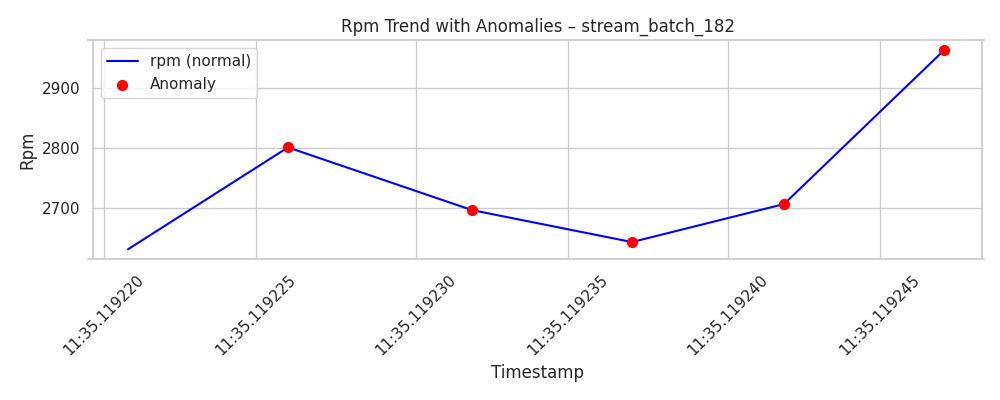 Rpm Trend with Anomalies – stream_batch_182
rpm (normal)
Anomaly
Rpm
2900
2800
2700
11:35.119220
11:35.119225
11:35.119230
11:35.119235
11:35.119240
11:35.119245
Timestamp